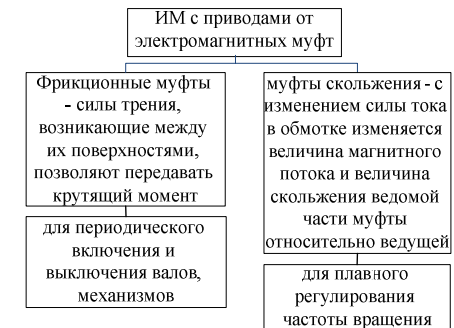 ИМ с приводами от
электромагнитных муфт
Фрикционные муфты
- силы трения,
возникающие между
их поверхностями,
позволяют передавать
крутящий момент
для периодического
включения и
выключения валов,
механизмов
муфты скольжения - с
изменением силы тока
в обмотке изменяется
величина магнитного
потока и величина
скольжения ведомой
части муфты
относительно ведущей
для плавного
регулирования
частоты вращения